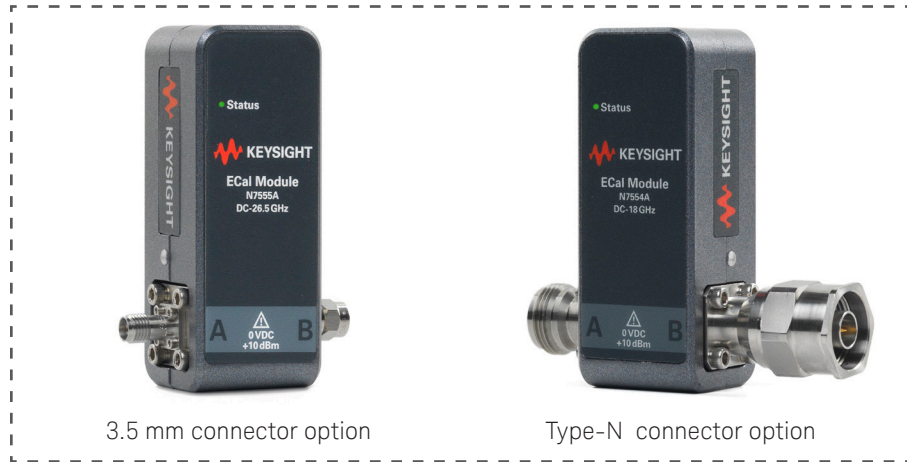 KEYSIGHT
Status
KEYSIGHT
ECal Module
N7555A
DC-26.5 GHz
A
B
0 VDC
+10 dBm
3.5 mm connector option
Status
KEYSIGHT
ECal Module
N7554A
DC-18 GHz
KEYSIGHT
A
B
0 VDC
+10 dBm
Type-N connector option